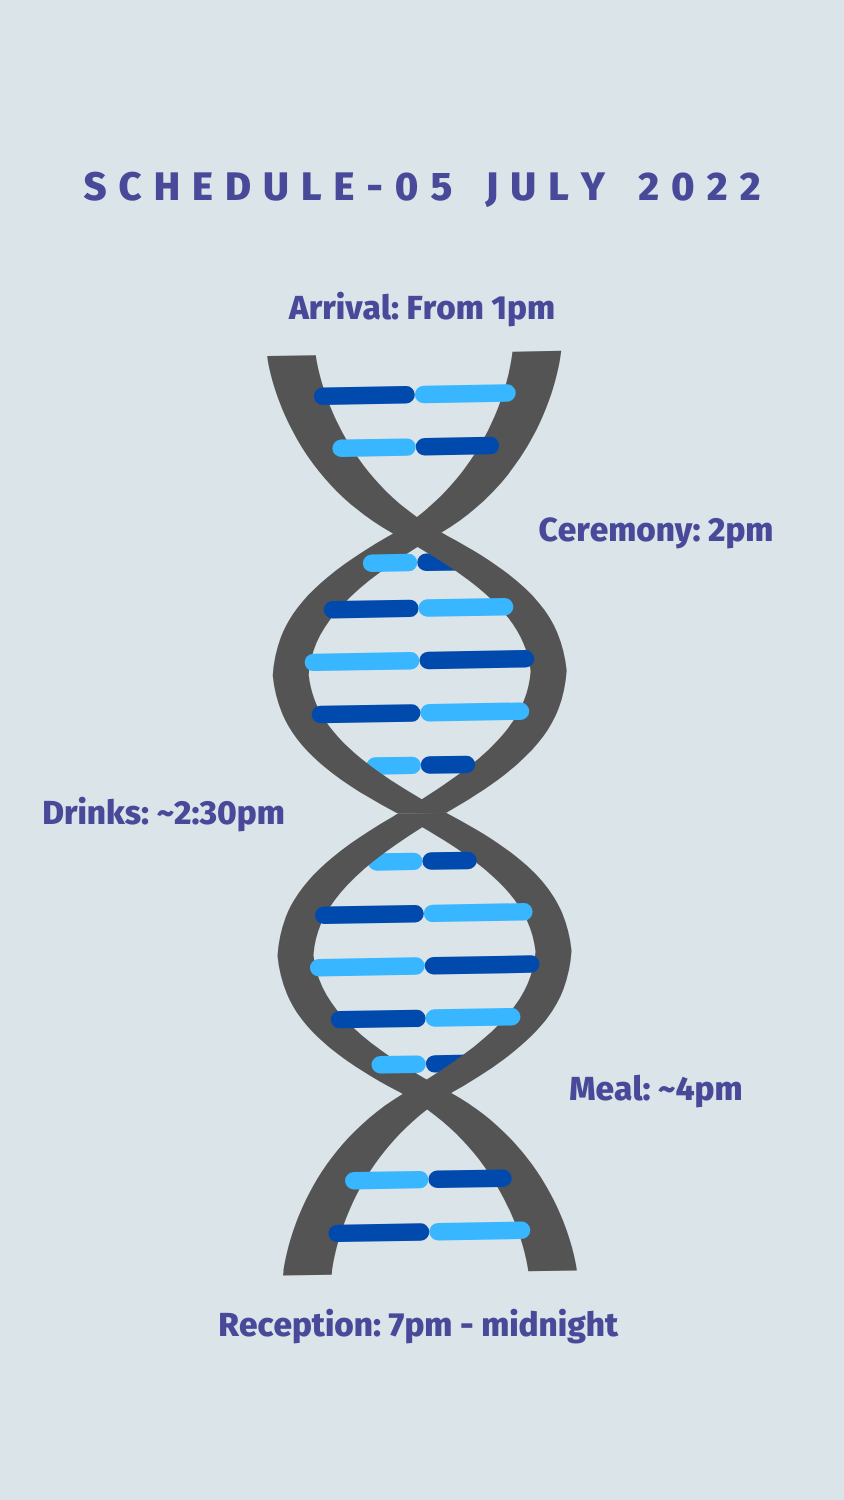 SCHEDULE-05 JULY 2022
Arrival: From 1pm
Ceremony: 2pm
Drinks: ~2:30pm
Meal: ~4pm
Reception: 7pm - midnight